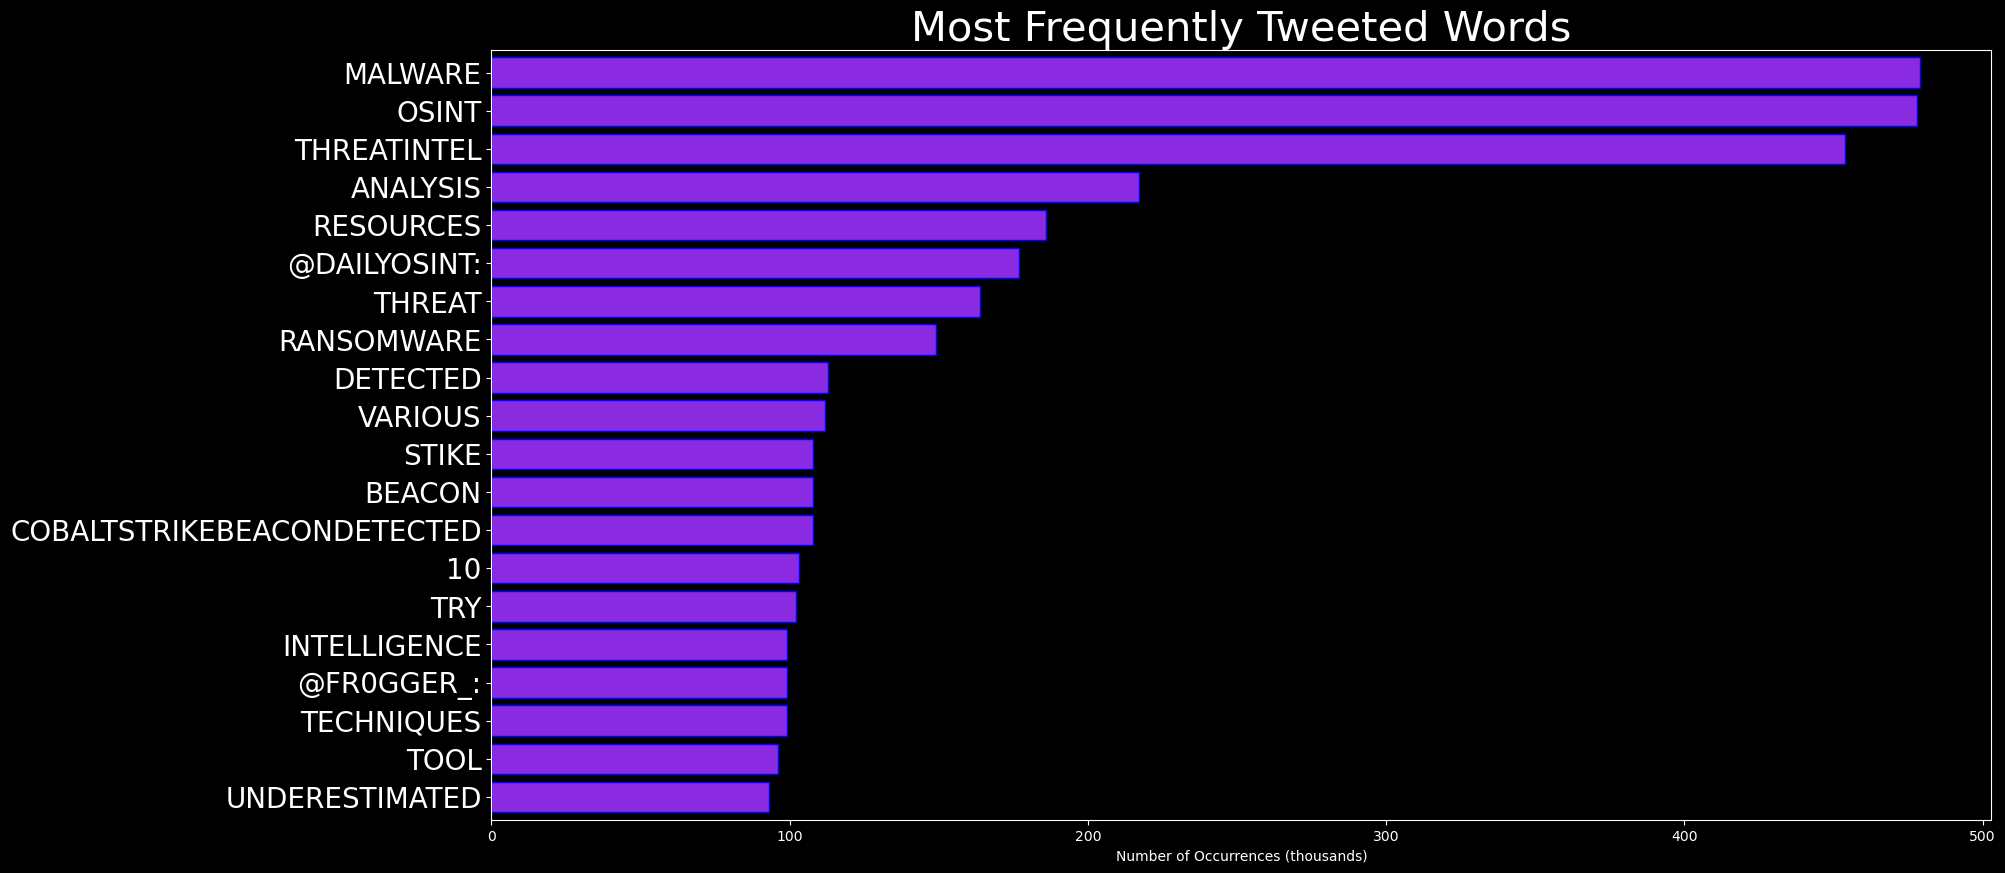 Most Frequently Tweeted Words
MALWARE
OSINT
THREATINTEL
ANALYSIS
RESOURCES
@DAILYOSINT:
THREAT
RANSOMWARE
DETECTED
VARIOUS
STIKE
BEACON
COBALTSTRIKEBEACONDETECTED
10
TRY
INTELLIGENCE
@FR0GGER_:
TECHNIQUES
TOOL
UNDERESTIMATED
0 100 200 300 400 500
Number of Occurrences (thousands)